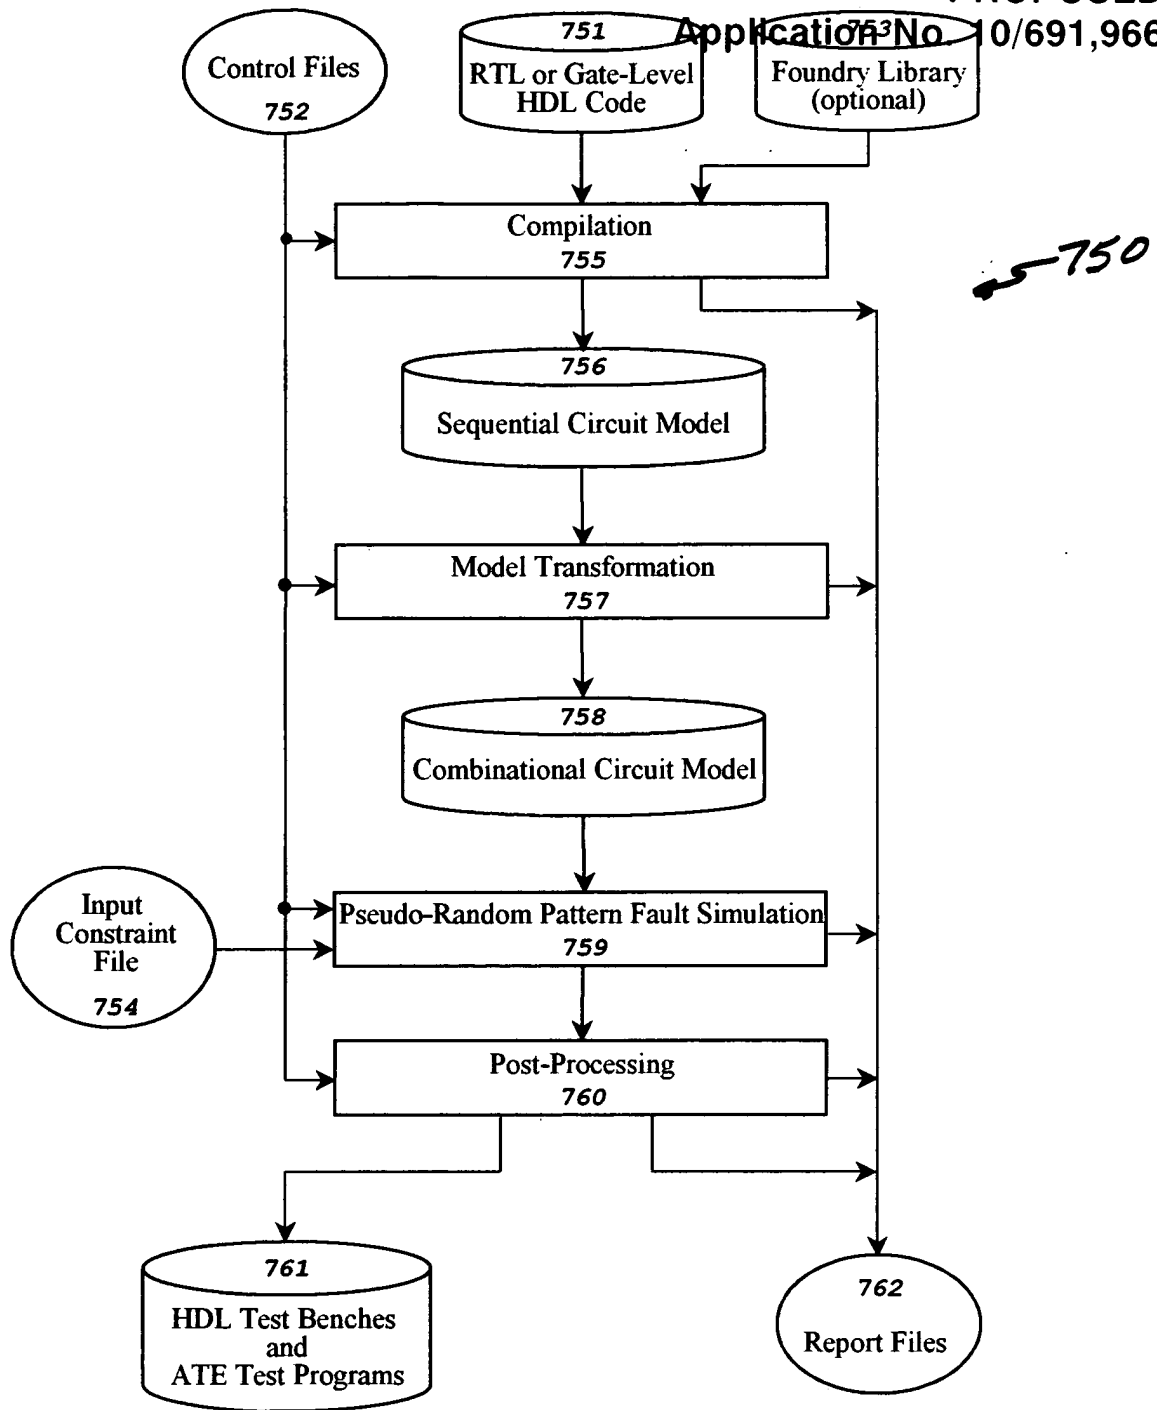 Application No. 10/691,966
Control Files
752
751
RTL or Gate-Level
HDL Code
753
Foundry Library
(optional)
Compilation
755
750
756
Sequential Circuit Model
Model Transformation
757
758
Combinational Circuit Model
Input
Constraint
File
754
Pseudo-Random Pattern Fault Simulation
759
Post-Processing
760
761
HDL Test Benches
and
ATE Test Programs
762
Report Files